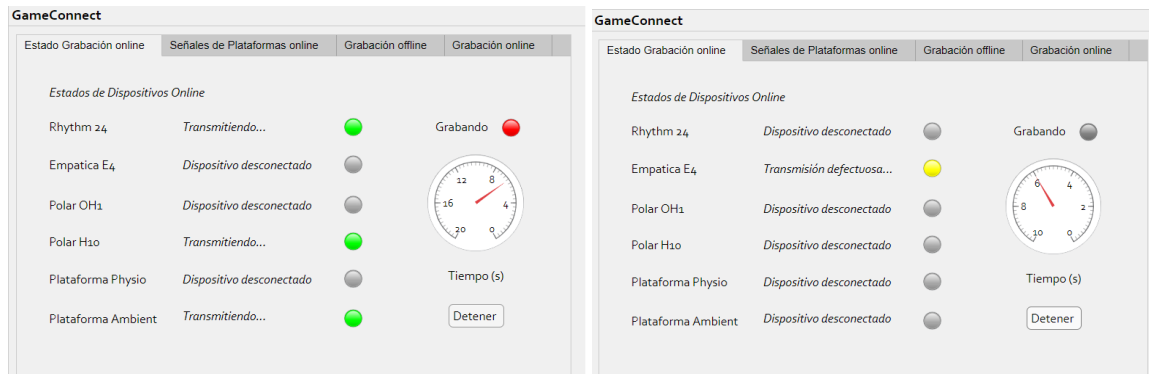 GameConnect
Estado Grabación online Señales de Plataformas online Grabación offline Grabación online
Estados de Dispositivos Online
Rhythm 24 Transmitiendo... Grabando
Empatica E4 Dispositivo desconectado
12 8
Polar OH1 Dispositivo desconectado
16 4
20 0
Polar H10 Transmitiendo...
Plataforma Physio Dispositivo desconectado Tiempo (s)
Plataforma Ambient Transmitiendo... Detener
GameConnect
Estado Grabación online Señales de Plataformas online Grabación offline Grabación online
Estados de Dispositivos Online
Rhythm 24 Dispositivo desconectado Grabando
Empatica E4 Transmisión defectuosa...
6 4
Polar OH1 Dispositivo desconectado
8 2
10 0
Polar H10 Dispositivo desconectado
Plataforma Physio Dispositivo desconectado Tiempo (s)
Plataforma Ambient Dispositivo desconectado Detener